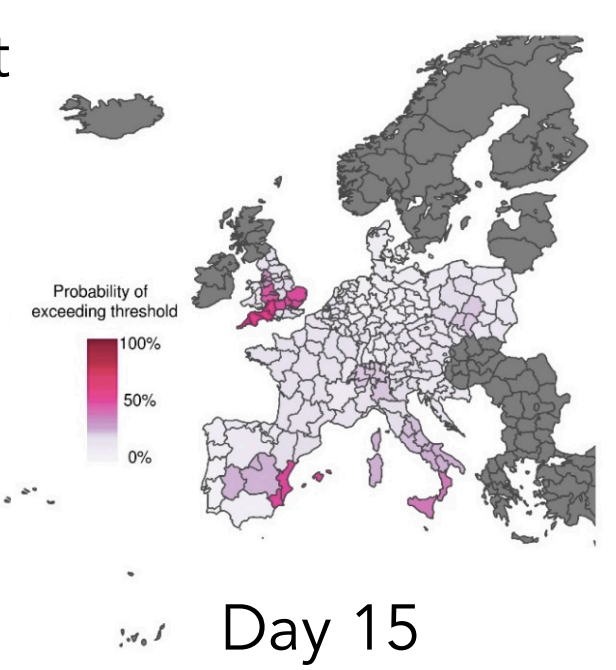 t
Probability of
exceeding threshold
100%
50%
0%
Day 15